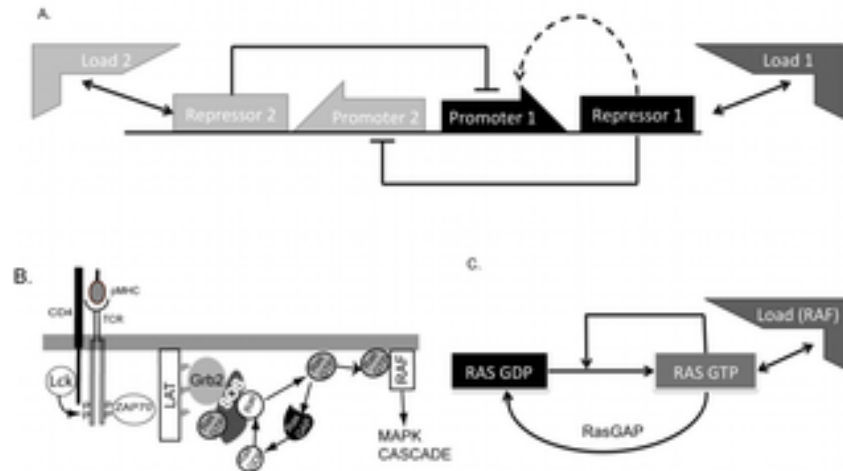 A.
Load 2
Load 1
Repressor 2
Promoter 2
Promoter 1
Repressor 1
B.
C.
pMHC
CD4
TCR
Load (RAF)
Lck
LAT
Grb2
RAF
RAS GDP
RAS GTP
ZAP70
RasGAP
MAPK
CASCADE